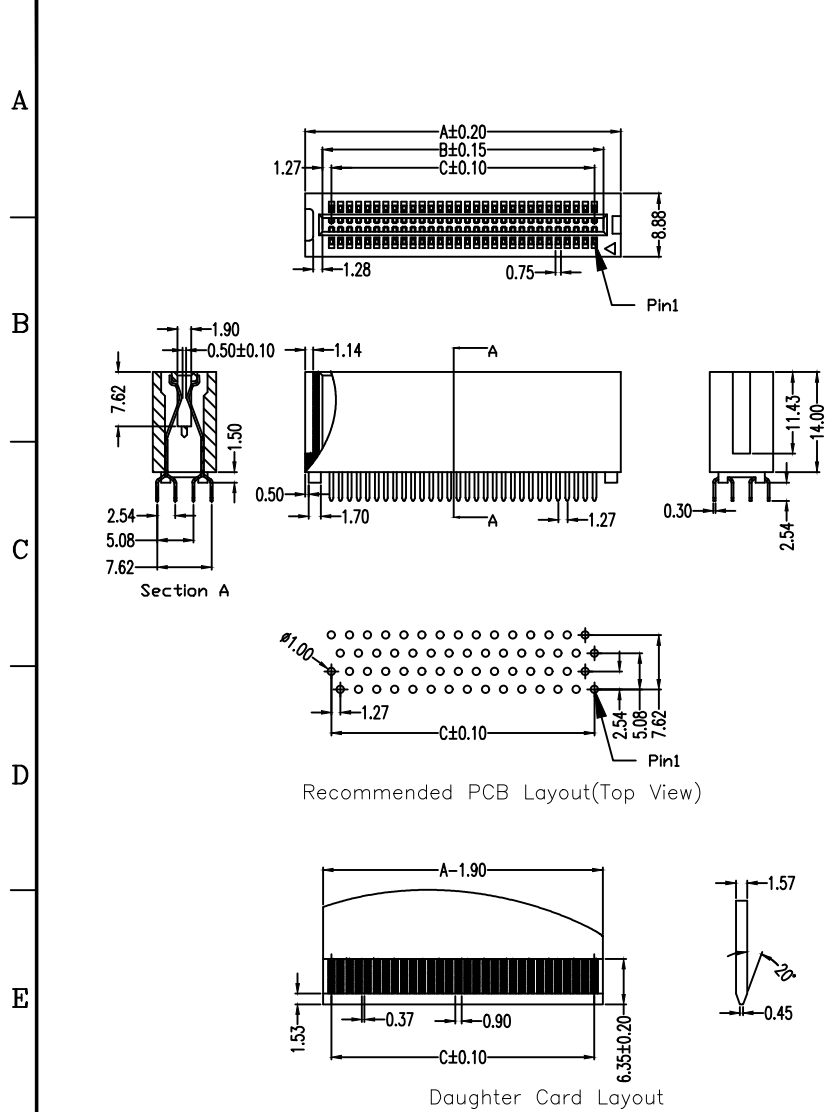 A
A±0.20
B±0.15
1.27
C±0.10
8.88
1.28
0.75
Pin1
B
1.90
0.50±0.10
1.14
A
7.62
1.50
11.43
14.00
0.50
1.70
A
1.27
0.30
2.54
2.54
5.08
7.62
Section A
C
ø1.00
1.27
C±0.10
2.54
5.08
7.62
Pin1
D
Recommended PCB Layout(Top View)
A-1.90
1.57
20°
E
1.53
0.37
0.90
6.35±0.20
0.45
C±0.10
Daughter Card Layout